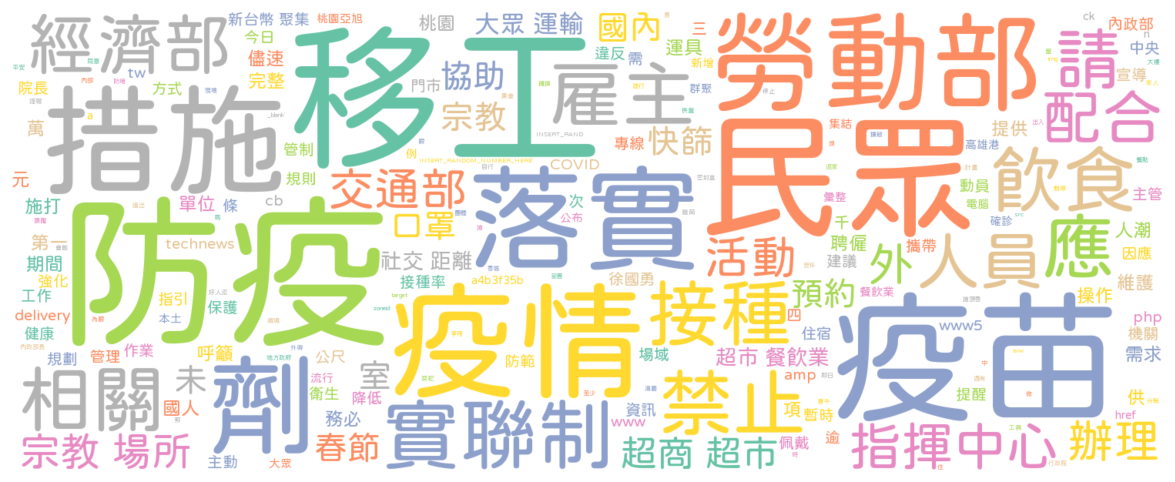 經濟部
新台幣 聚集
桃園亞旭
桃園
大眾 運輸
國內
三
勞動部
ck
內政部
今日
儘速
移工
違反
需
運具
新增
請
n
中央
tw
完整
門市
協助
雇主
宣導
院長
方式
措施
宗教
群聚
配合
萬
a
快篩
專線
集結
民眾
提供
高雄港
管制
例
INSERT_RAND
INSERT_RANDOM_NUMBER_HERE
COVID
飲食
元
規則
交通部
落實
動員
電腦
主管
施打
單位
條
cb
口罩
次
公布
彙整
千
確診
防疫
第一
technews
社交 距離
活動
聘僱
攜帶
建議
外
人員
應
人潮
因應
期間
強化
接種率
a4b3f35b
徐國勇
預約
餐飲業
維護
操作
工作
指引
保護
疫情
接種
四
疫苗
delivery
本土
健康
www5
php
機關
住宿
需求
規劃
管理
作業
呼籲
公尺
防範
場域
超市 餐飲業
相關
未
劑
室
流行
衛生
降低
禁止
amp
提醒
供
國人
務必
實聯制
資訊
www
項
暫時
href
宗教 場所
主動
大眾
春節
超商 超市
佩戴
逾
指揮中心
辦理